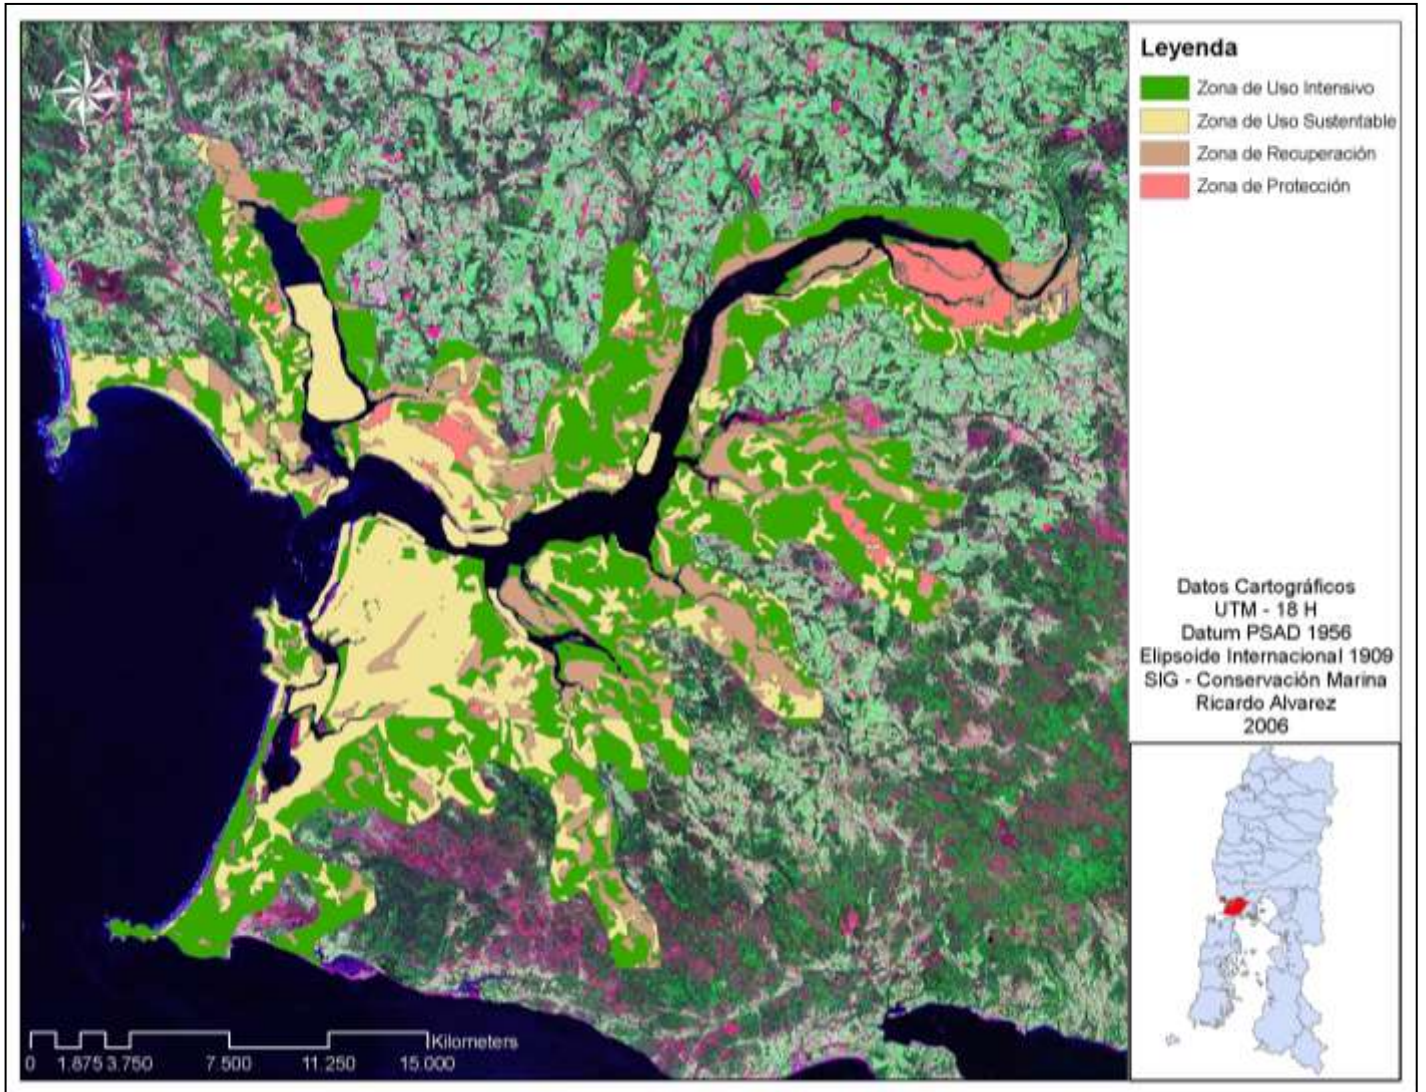 W
Leyenda
Zona de Uso Intensivo
Zona de Uso Sustentable
Zona de Recuperación
Zona de Protección
Datos Cartográficos
UTM - 18 H
Datum PSAD 1956
Elipsoide Internacional 1909
SIG - Conservación Marina
Ricardo Alvarez
2006
Kilometers
0 1.875 3.750 7.500 11.250 15.000